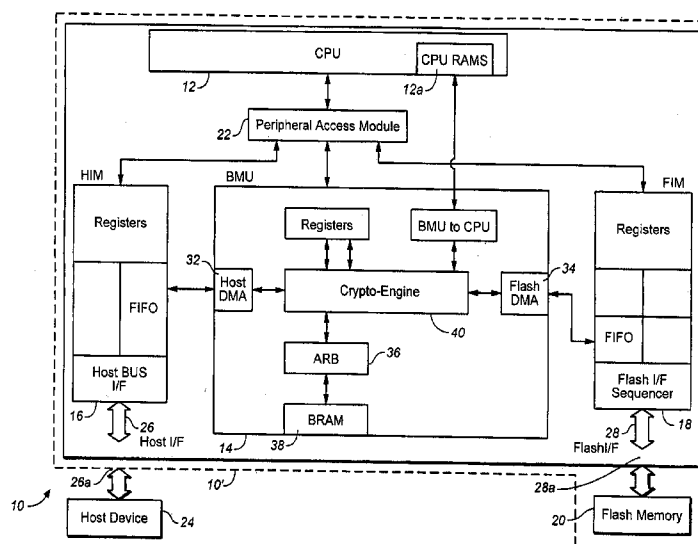 CPU
CPU RAMS
12
12a
Peripheral Access Module
22
HIM
BMU
FIM
Registers
Registers
BMU to CPU
Registers
32
Host
DMA
Crypto-Engine
Flash
DMA
34
FIFO
40
FIFO
ARB
36
Host BUS
I/F
Flash I/F
Sequencer
16
26
Host I/F
14
38
BRAM
28
18
FlashI/F
26a
10'
28a
10
Host Device
24
20
Flash Memory